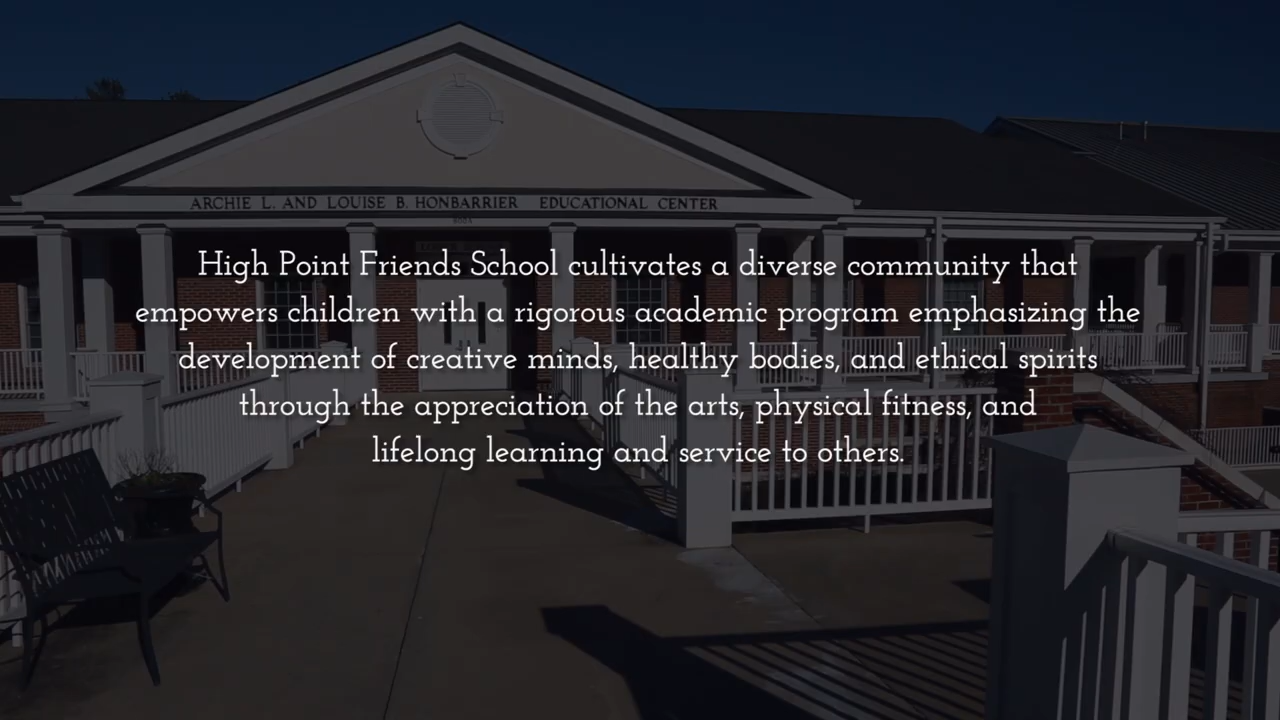 ARCHIE L. AND LOUISE B. HONBARRIER EDUCATIONAL CENTER
High Point Friends School cultivates a diverse community that
empowers children with a rigorous academic program emphasizing the
development of creative minds, healthy bodies, and ethical spirits
through the appreciation of the arts, physical fitness, and
lifelong learning and service to others.